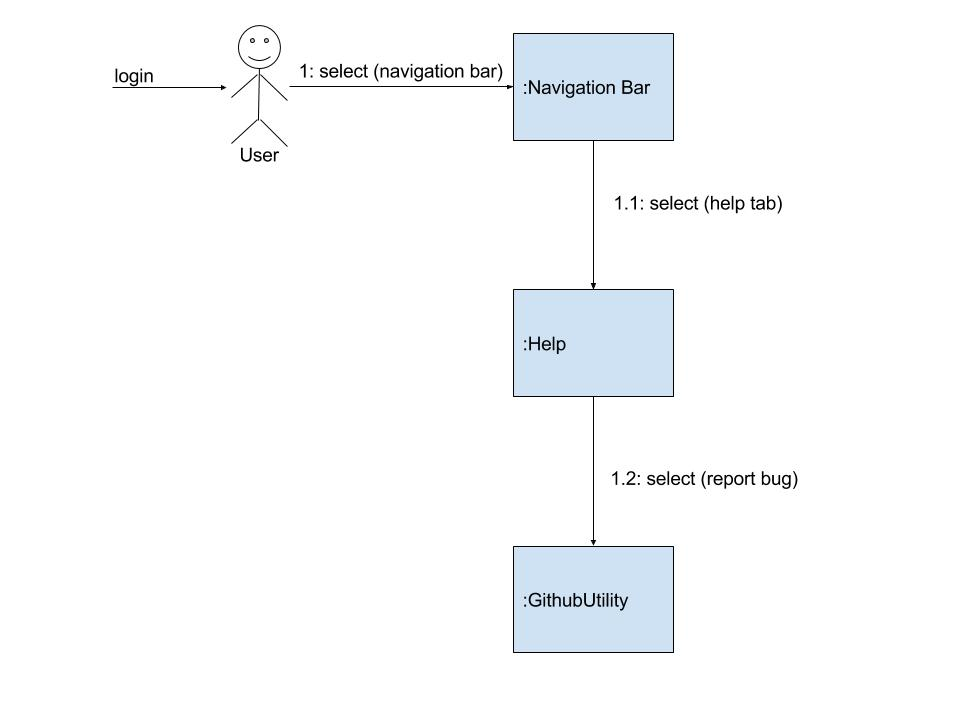 login
1: select (navigation bar)
:Navigation Bar
User
1.1: select (help tab)
:Help
1.2: select (report bug)
:GithubUtility